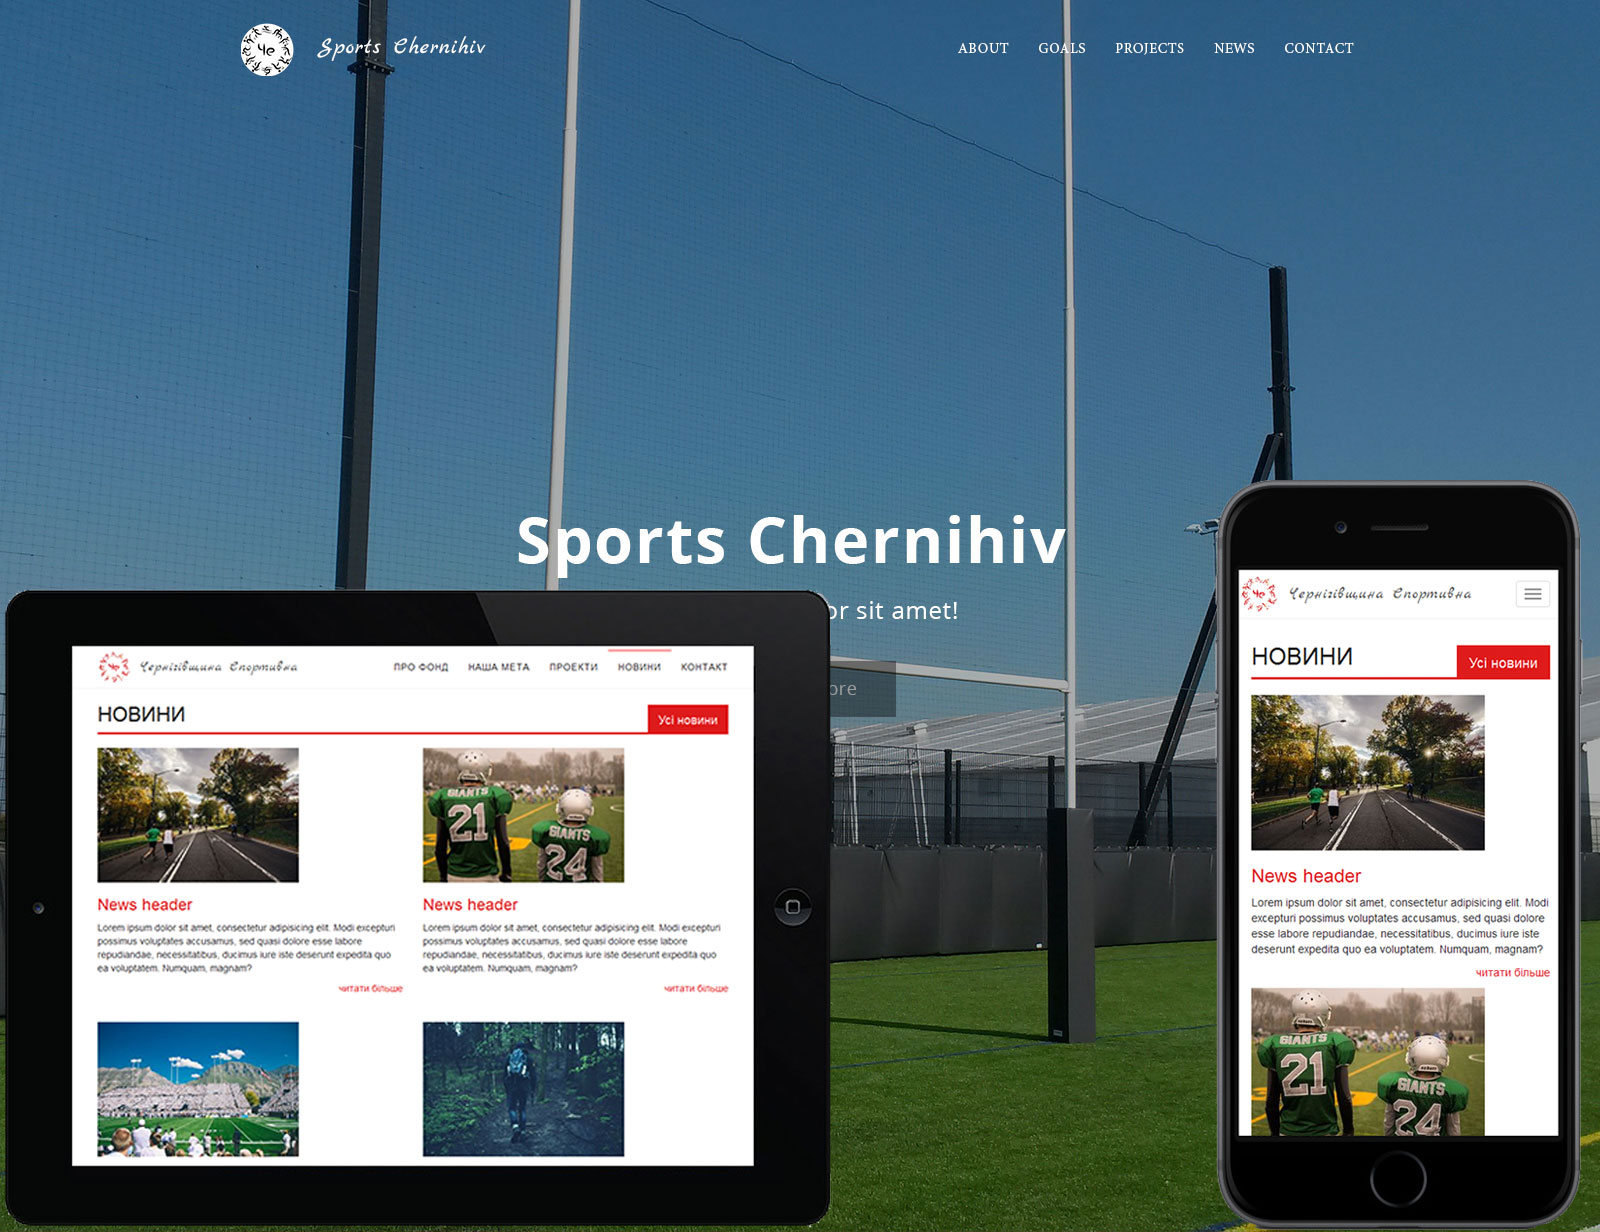 Че
Sports Chernihiv
ABOUT GOALS PROJECTS NEWS CONTACT
Sports Chernihiv
or sit amet!
ore
Че Чернігівщина Спортивна
ПРО ФОНД НАША МЕТА ПРОЕКТИ НОВИНИ КОНТАКТ
НОВИНИ
Усі новини
GIANTS
21
GIANTS
24
News header
Lorem ipsum dolor sit amet, consectetur adipisicing elit. Modi excepturi
possimus voluptates accusamus, sed quasi dolore esse labore
repudiandae, necessitatibus, ducimus iure iste deserunt expedita quo
ea voluptatem. Numquam, magnam?
читати більше
News header
Lorem ipsum dolor sit amet, consectetur adipisicing elit. Modi excepturi
possimus voluptates accusamus, sed quasi dolore esse labore
repudiandae, necessitatibus, ducimus iure iste deserunt expedita quo
ea voluptatem. Numquam, magnam?
читати більше
Че Чернігівщина Спортивна
НОВИНИ
Усі новини
News header
Lorem ipsum dolor sit amet, consectetur adipisicing elit. Modi
excepturi possimus voluptates accusamus, sed quasi dolore
esse labore repudiandae, necessitatibus, ducimus iure iste
deserunt expedita quo ea voluptatem. Numquam, magnam?
читати більше
GIANTS
21
GIANTS
24